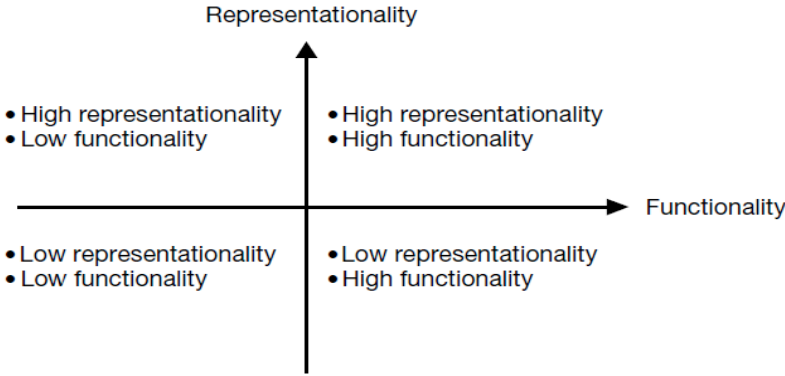 Representationality
• High representationality
• Low functionality
• High representationality
• High functionality
Functionality
• Low representationality
• Low functionality
• Low representationality
• High functionality